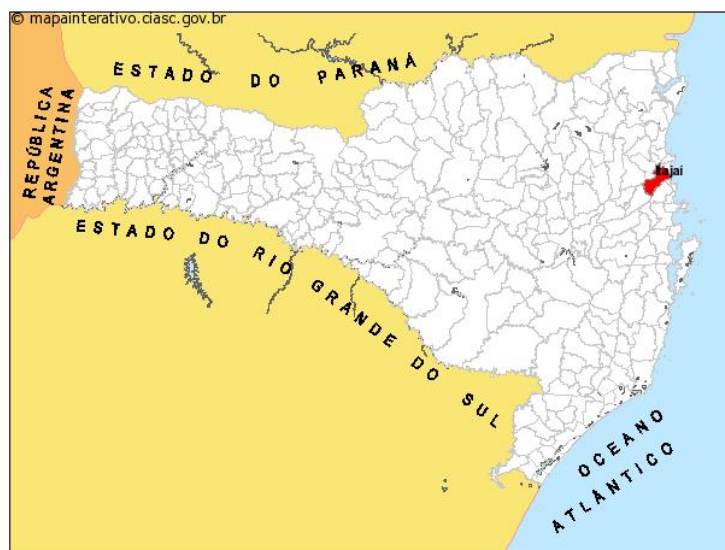 © mapainterativo.ciasc.gov.br
ESTADO DO PARANÁ
REPÚBLICA
ARGENTINA
Itajaí
ESTADO DO RIO GRANDE DO SUL
OCEANO
ATLÂNTICO